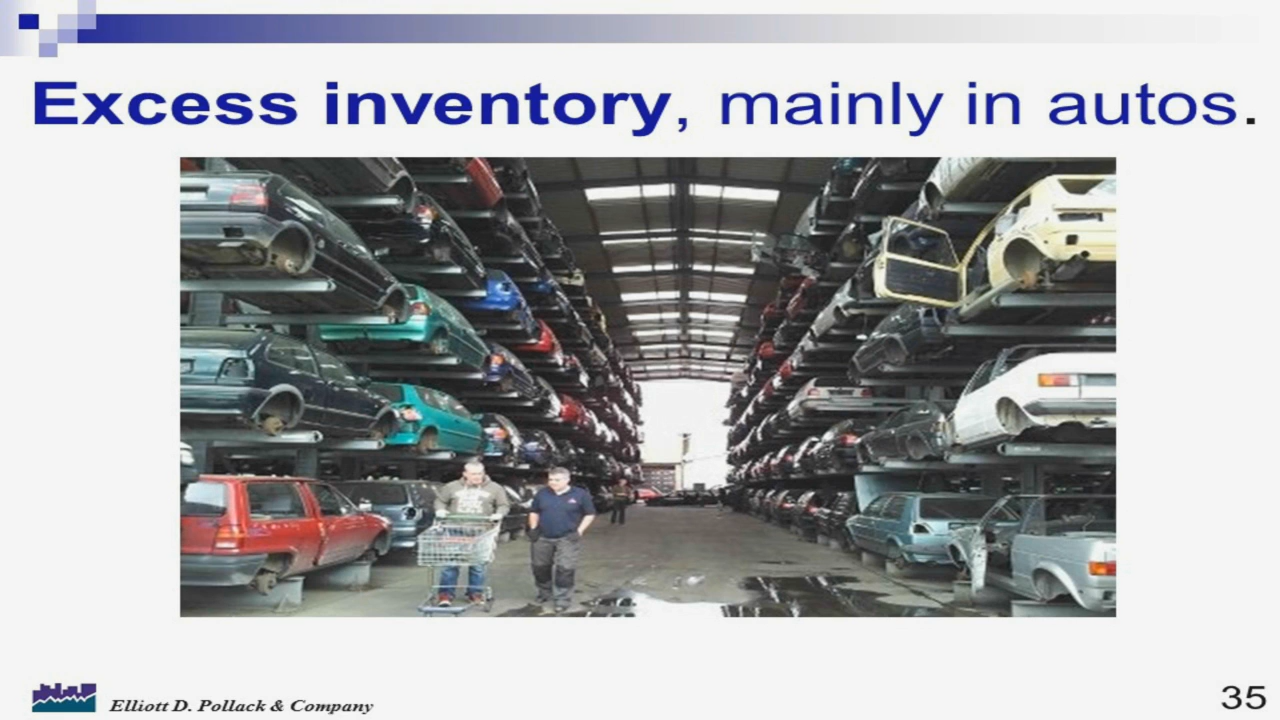 Excess inventory, mainly in autos.
Elliott D. Pollack & Company
35